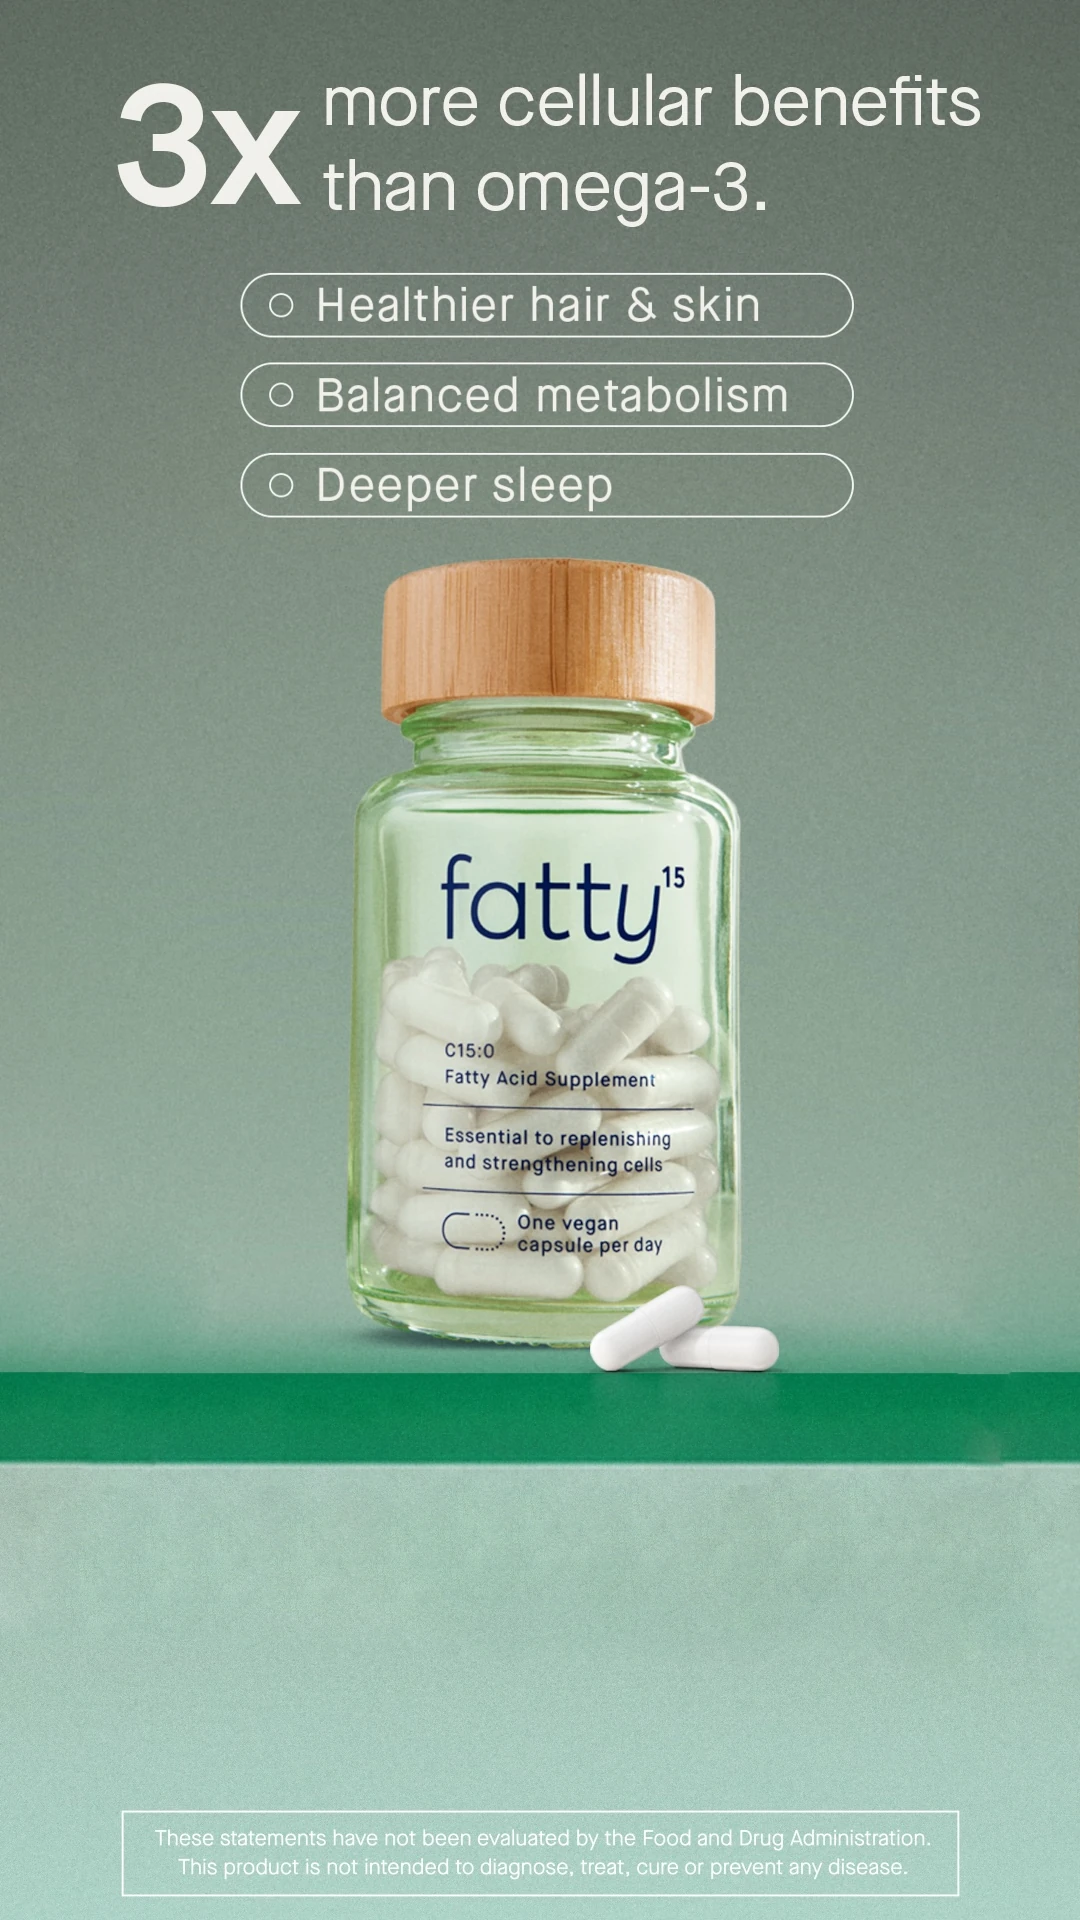 3x more cellular benefits
than omega-3.
Healthier hair & skin
Balanced metabolism
Deeper sleep
fatty15
C15:0
Fatty Acid Supplement
Essential to replenishing
and strengthening cells
One vegan
capsule per day
These statements have not been evaluated by the Food and Drug Administration.
This product is not intended to diagnose, treat, cure or prevent any disease.